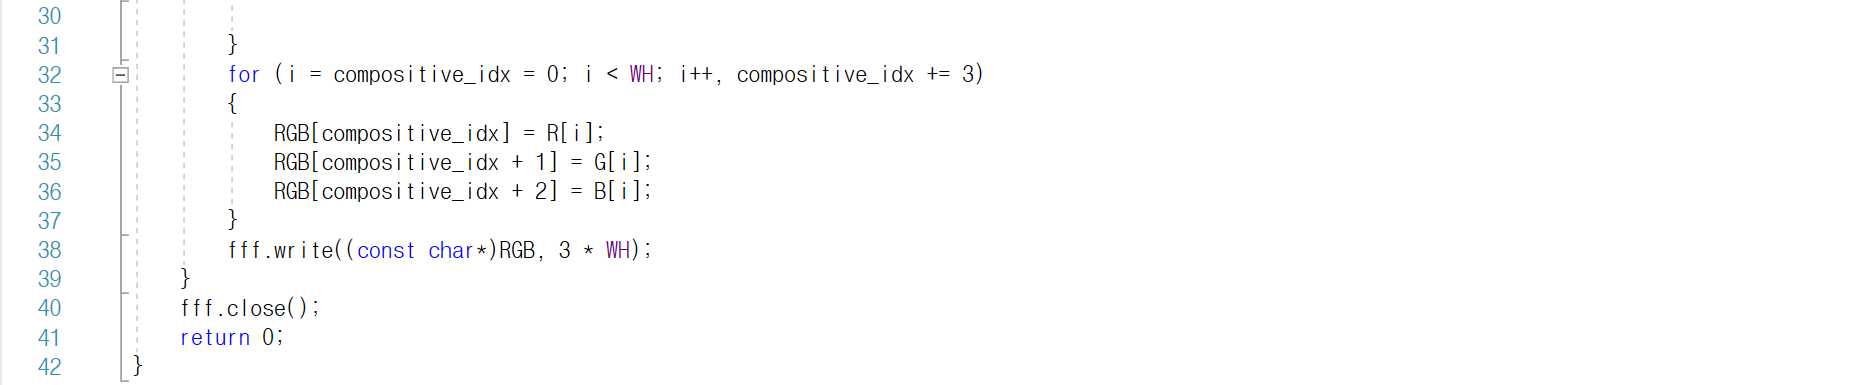 30
31 }
32 for (i = compositive_idx = 0; i < WH; i++, compositive_idx += 3)
33 {
34 RGB[compositive_idx] = R[i];
35 RGB[compositive_idx + 1] = G[i];
36 RGB[compositive_idx + 2] = B[i];
37 }
38 fff.write((const char*)RGB, 3 * WH);
39 }
40 fff.close();
41 return 0;
42 }